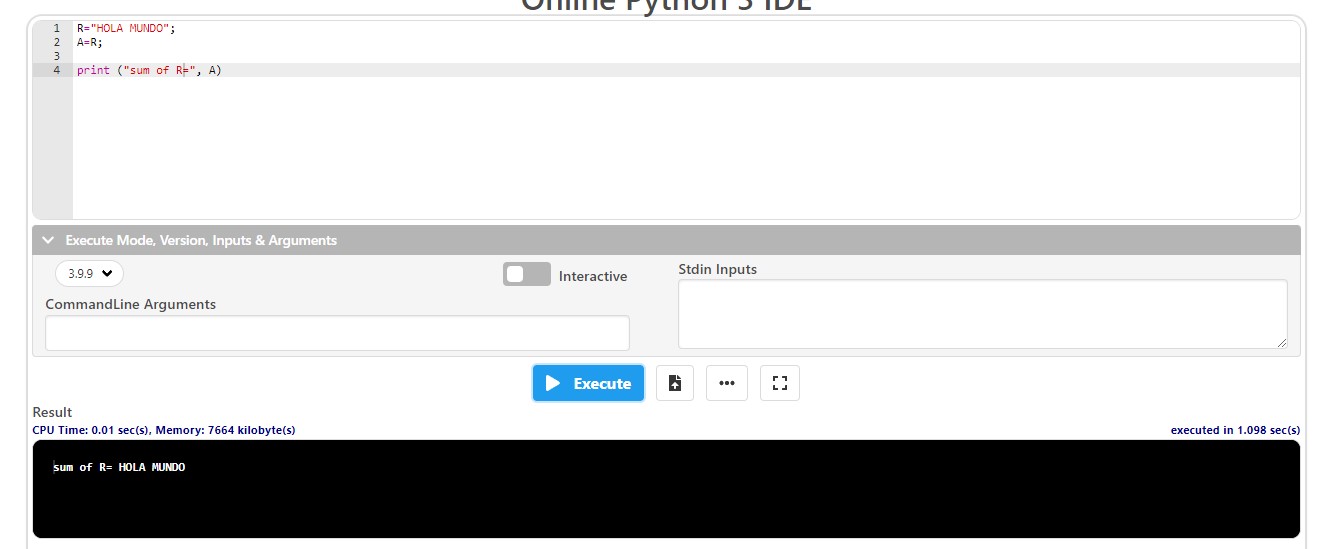 Online Python 3 IDE
1 R="HOLA MUNDO";
2 A=R;
3
4 print ("sum of R=", A)
Execute Mode, Version, Inputs & Arguments
3.9.9
Interactive
Stdin Inputs
CommandLine Arguments
Execute
Result
CPU Time: 0.01 sec(s), Memory: 7664 kilobyte(s)
executed in 1.098 sec(s)
sum of R= HOLA MUNDO